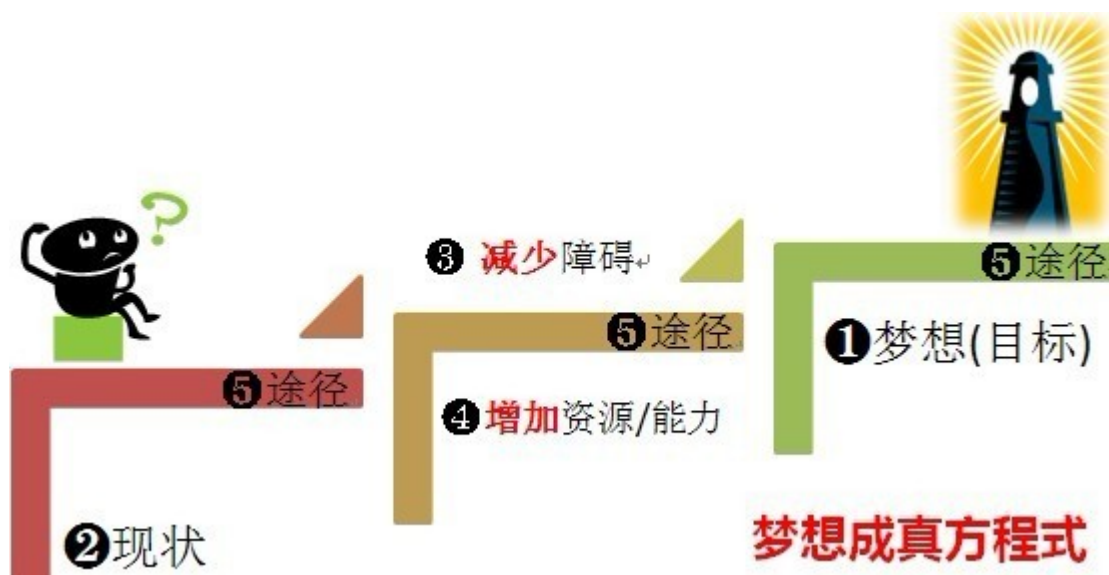 ❸ 减少障碍↵
❺途径
❺途径
❶梦想(目标)
❺途径
❹增加资源/能力
❷现状
梦想成真方程式
?